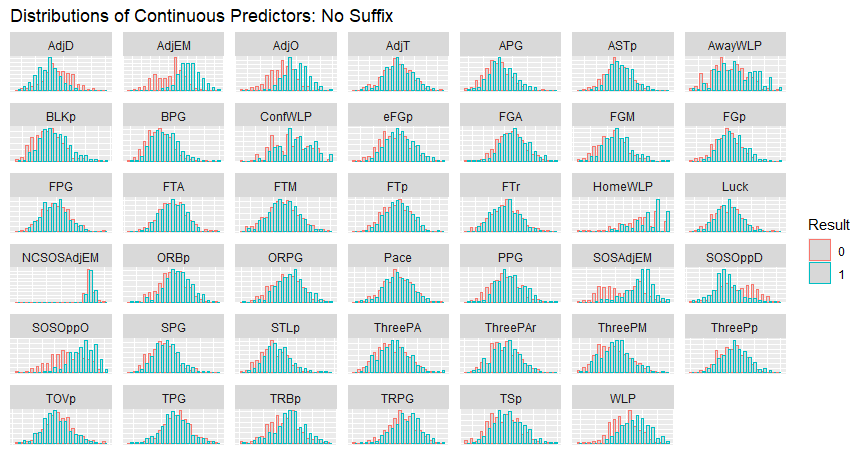 Distributions of Continuous Predictors: No Suffix
AdjD AdjEM AdjO AdjT APG ASTp AwayWLP
BLKp BPG ConfWLP eFGp FGA FGM FGp
FPG FTA FTM FTp FTr HomeWLP Luck
NCSOSAdjEM ORBp ORPG Pace PPG SOSAdjEM SOSOppD
SOSOppO SPG STLp ThreePA ThreePAr ThreePM ThreePp
TOVp TPG TRBp TRPG TSp WLP
Result
0
1